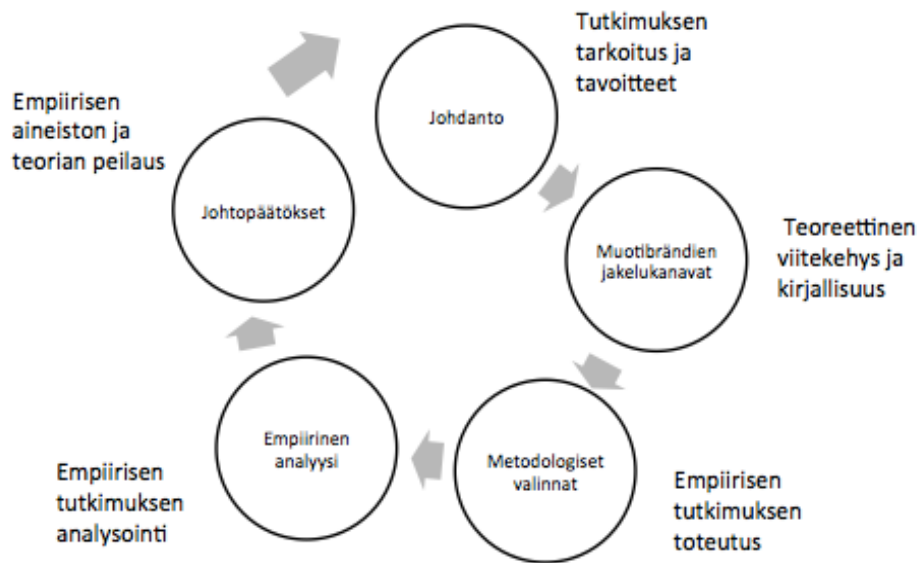 Tutkimuksen
tarkoitus ja
tavoitteet
Johdanto
Muotibrändien
jakelukanavat
Teoreettinen
viitekehys ja
kirjallisuus
Metodologiset
valinnat
Empiirisen
tutkimuksen
toteutus
Empiirinen
analyysi
Empiirisen
tutkimuksen
analysointi
Johtopäätökset
Empiirisen
aineiston ja
teorian peilaus